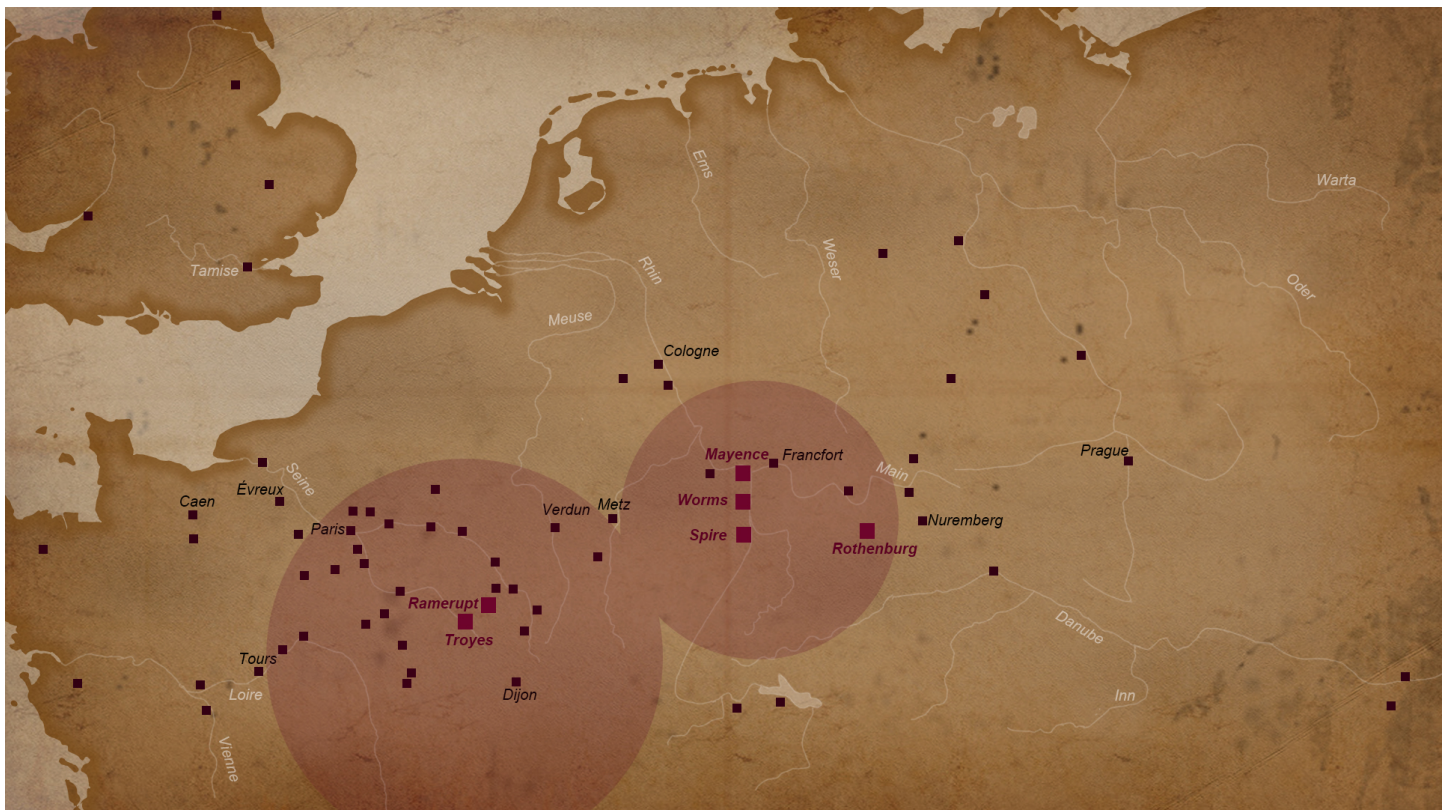 Ems
Warta
Tamise
Rhin
Weser
Oder
Meuse
Cologne
Mayence
Francfort
Prague
Main
Seine
Évreux
Caen
Verdun
Metz
Worms
Paris
Spire
Nuremberg
Rothenburg
Ramerupt
Troyes
Danube
Tours
Loire
Dijon
Inn
Vienne